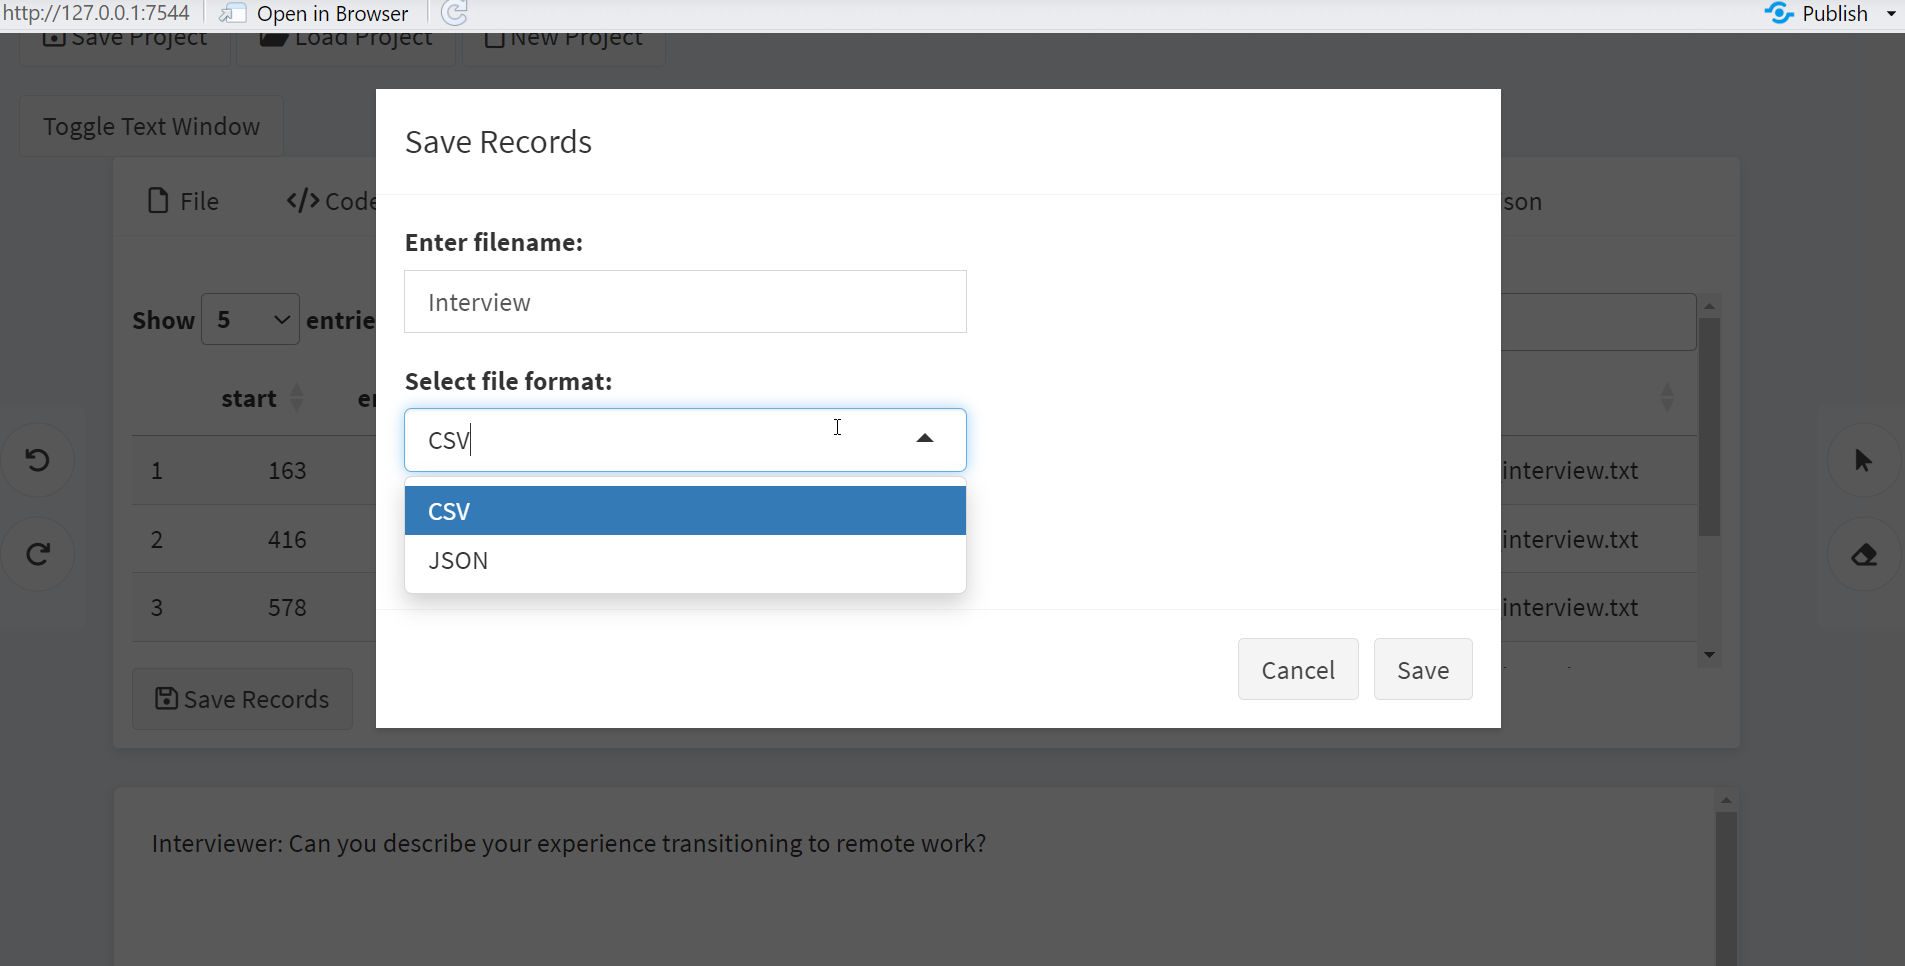 http://127.0.0.1:7544 Open in Browser Publish
Save Project Load Project New Project
Toggle Text Window
Save Records
File </> Code son
Enter filename:
Interview
Show 5 entrie
Select file format:
start
CSV
CSV
1 163 interview.txt
2 416 interview.txt
JSON
3 578 interview.txt
Cancel Save
Save Records
Interviewer: Can you describe your experience transitioning to remote work?